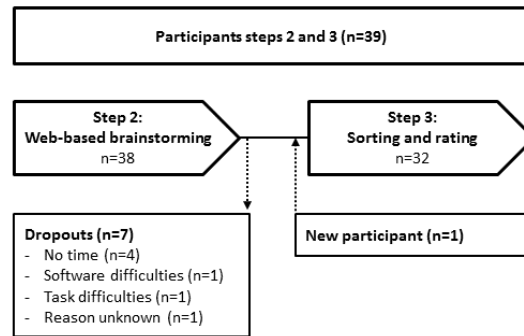 Participants steps 2 and 3 (n=39)
Step 2:
Web-based brainstorming
n=38
Step 3:
Sorting and rating
n=32
Dropouts (n=7)
- No time (n=4)
- Software difficulties (n=1)
- Task difficulties (n=1)
- Reason unknown (n=1)
New participant (n=1)